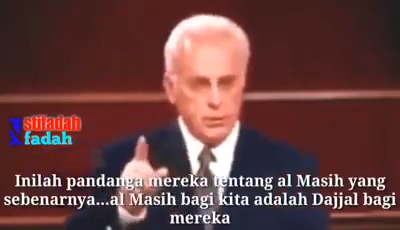 stifadah
fadah
Inilah pandanga mereka tentang al Masih yang
sebenarnya...al Masih bagi kita adalah Dajjal bagi
mereka